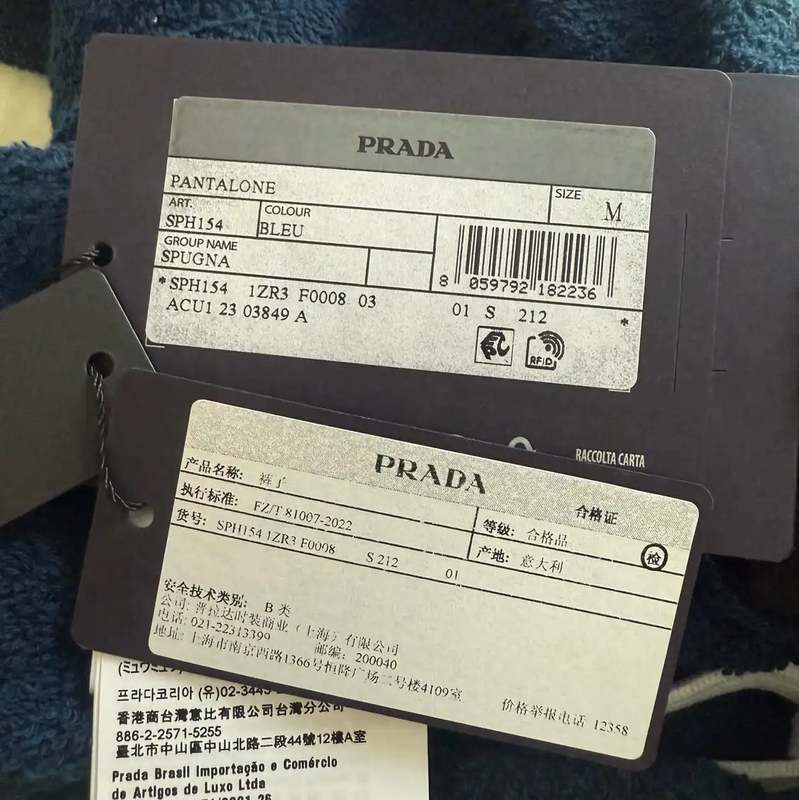 PRADA
PANTALONE
SIZE M
ART. SPH154
COLOUR BLEU
GROUP NAME
SPUGNA
8 059792 182236
*SPH154 1ZR3 F0008 03 01 S 212 *
ACU1 23 03849 A
RFID
RACCOLTA CARTA
PRADA
合格证
产品名称: 裤子
执行标准: FZ/T 81007-2022
等级: 合格品
货号: SPH154 1ZR3 F0008 S 212 01
产地: 意大利
检
安全技术类别: B 类
公司: 普拉达时装商业（上海）有限公司
电话: 021-22313399 邮编: 200040
地址: 上海市南京西路1366号恒隆广场二号楼4109室
价格举报电话 12358
(ミュウミュウ
프라다코리아 (유)02-3443
香港商台灣意比有限公司台灣分公司
886-2-2571-5255
臺北市中山區中山北路二段44號12樓A室
Prada Brasil Importação e Comércio
de Artigos de Luxo Ltda